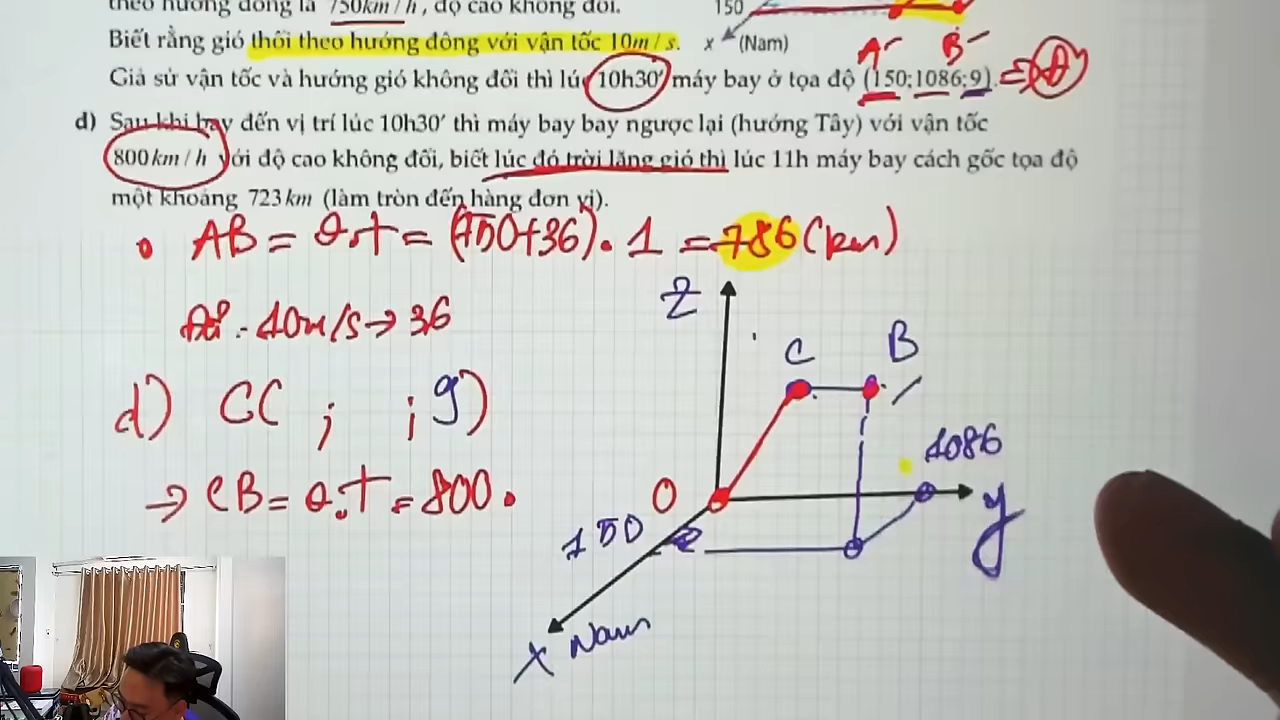 theo hướng đông là 750km/h, độ cao không đổi.
150
Biết rằng gió thổi theo hướng đông với vận tốc 10m/s.
x (Nam)
A B
Giả sử vận tốc và hướng gió không đổi thì lúc 10h30′ máy bay ở tọa độ (150;1086;9). => Đ
d) Sau khi bay đến vị trí lúc 10h30′ thì máy bay bay ngược lại (hướng Tây) với vận tốc
800km/h với độ cao không đổi, biết lúc đó trời lặng gió thì lúc 11h máy bay cách gốc tọa độ
một khoảng 723km (làm tròn đến hàng đơn vị).
AB = v.t = (750+36). 1 = 786 (km)
Đổi: 10m/s → 36
d) C( ; ; 9)
→ CB = v.t = 800.
Z
C B
1086
O
y
150
x Nam